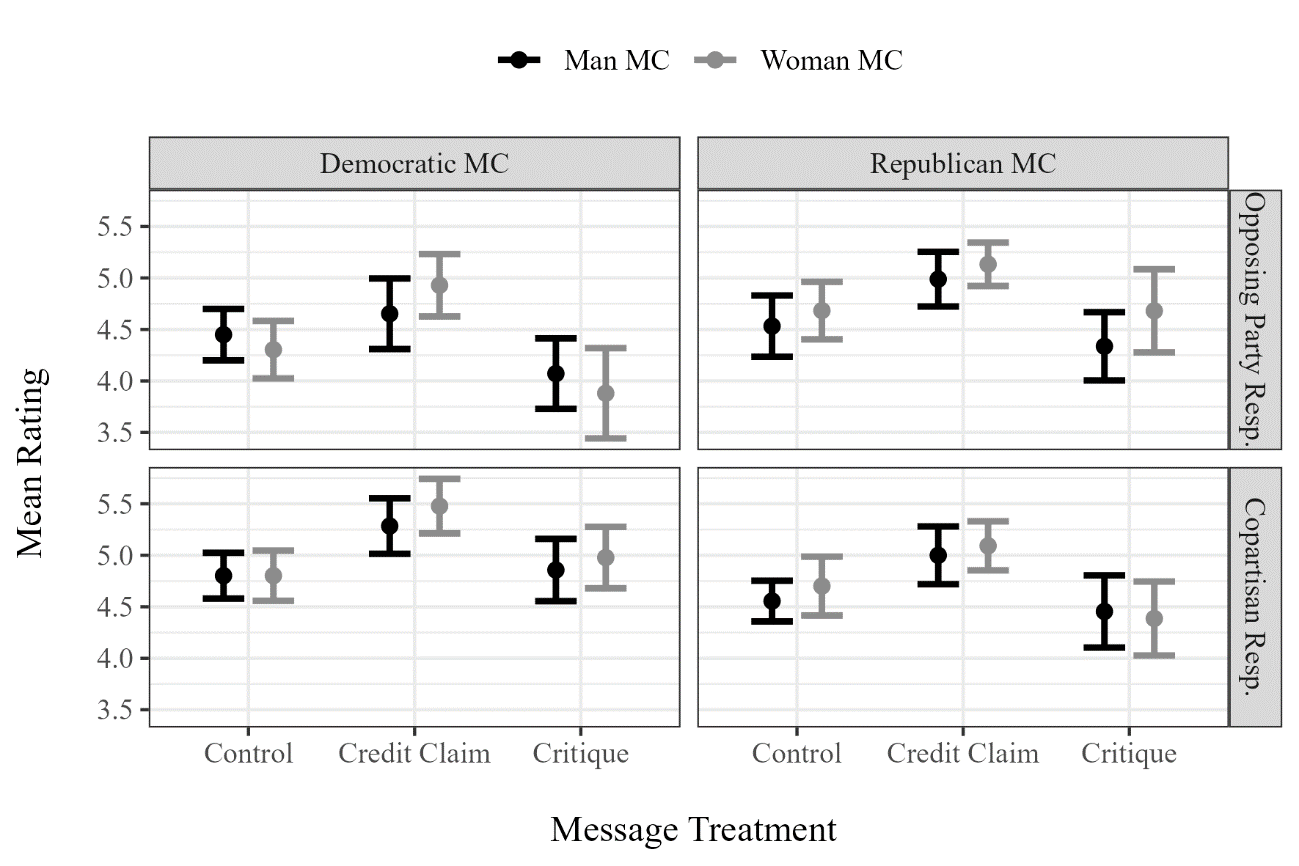 Man MC Woman MC
Democratic MC Republican MC
Opposing Party Resp.
5.5
5.0
4.5
4.0
3.5
Mean Rating
Copartisan Resp.
5.5
5.0
4.5
4.0
3.5
Control Credit Claim Critique Control Credit Claim Critique
Message Treatment